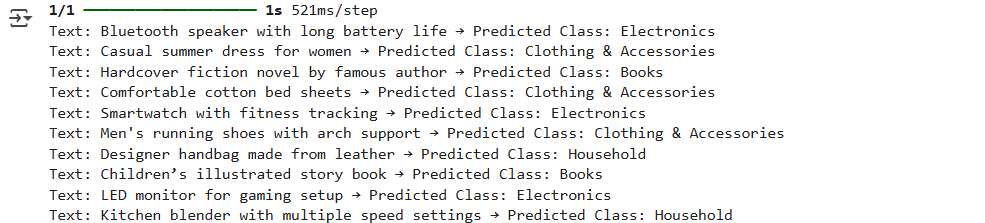 1/1 ━━━━━━━━━━━━━━━━━━━━ 1s 521ms/step
Text: Bluetooth speaker with long battery life → Predicted Class: Electronics
Text: Casual summer dress for women → Predicted Class: Clothing & Accessories
Text: Hardcover fiction novel by famous author → Predicted Class: Books
Text: Comfortable cotton bed sheets → Predicted Class: Clothing & Accessories
Text: Smartwatch with fitness tracking → Predicted Class: Electronics
Text: Men's running shoes with arch support → Predicted Class: Clothing & Accessories
Text: Designer handbag made from leather → Predicted Class: Household
Text: Children’s illustrated story book → Predicted Class: Books
Text: LED monitor for gaming setup → Predicted Class: Electronics
Text: Kitchen blender with multiple speed settings → Predicted Class: Household